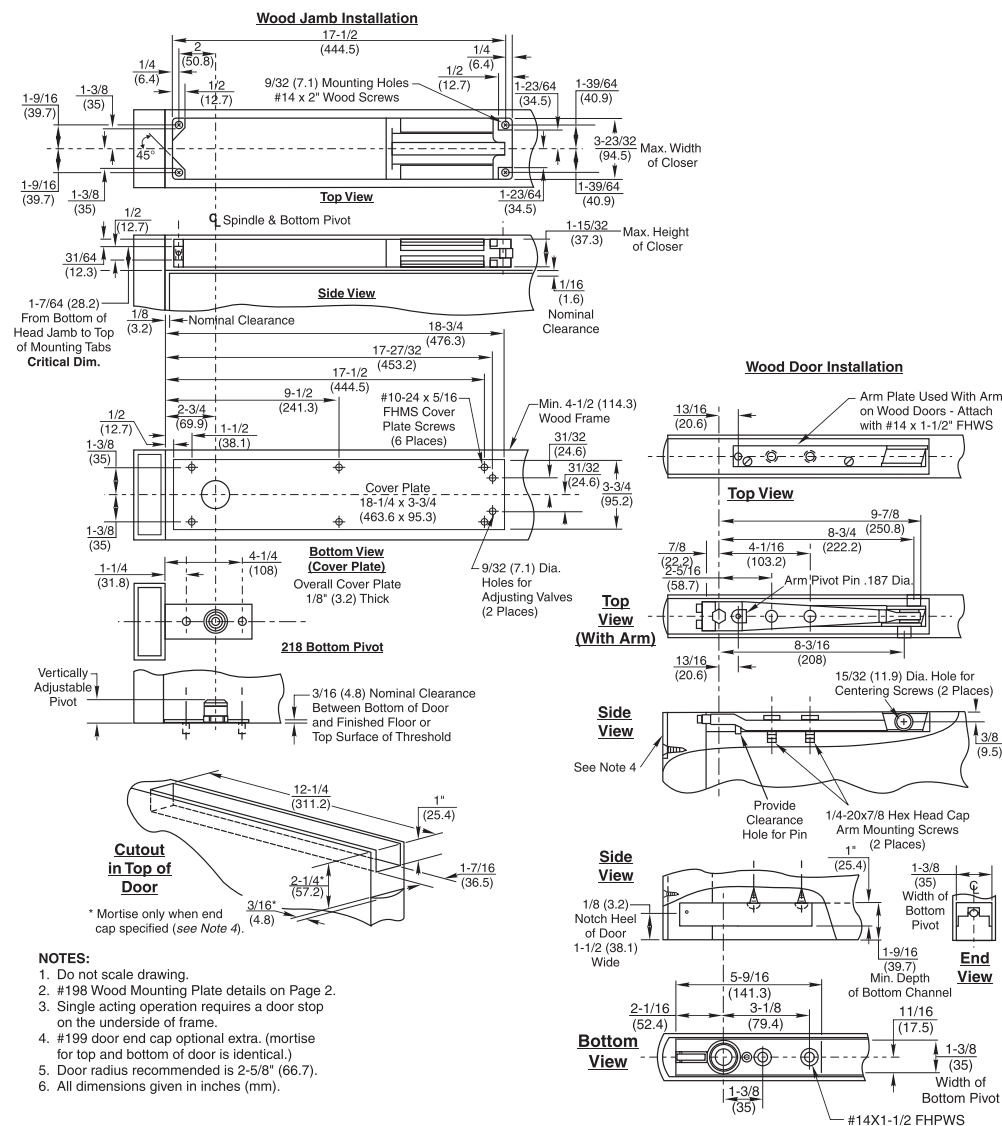 Wood Jamb Installation
17-1/2
(444.5)
2
(50.8)
1/4
(6.4)
1/4
(6.4)
1/2
(12.7)
9/32 (7.1) Mounting Holes
#14 x 2" Wood Screws
1/2
(12.7)
1-23/64
(34.5)
1-39/64
(40.9)
1-3/8
(35)
1-9/16
(39.7)
45°
3-23/32
(94.5)
Max. Width
of Closer
1-9/16
(39.7)
1-3/8
(35)
Top View
1-23/64
(34.5)
1-39/64
(40.9)
1/2
(12.7)
℄ Spindle & Bottom Pivot
1-15/32
(37.3)
Max. Height
of Closer
31/64
(12.3)
Side View
1/16
(1.6)
Nominal
Clearance
1-7/64 (28.2)
From Bottom of
Head Jamb to Top
of Mounting Tabs
Critical Dim.
1/8
(3.2)
Nominal Clearance
18-3/4
(476.3)
17-27/32
(453.2)
17-1/2
(444.5)
9-1/2
(241.3)
#10-24 x 5/16
FHMS Cover
Plate Screws
(6 Places)
Min. 4-1/2 (114.3)
Wood Frame
2-3/4
(69.9)
1/2
(12.7)
1-1/2
(38.1)
31/32
(24.6)
31/32
(24.6)
1-3/8
(35)
Cover Plate
18-1/4 x 3-3/4
(463.6 x 95.3)
3-3/4
(95.2)
1-3/8
(35)
Bottom View
(Cover Plate)
Overall Cover Plate
1/8" (3.2) Thick
9/32 (7.1) Dia.
Holes for
Adjusting Valves
(2 Places)
1-1/4
(31.8)
4-1/4
(108)
218 Bottom Pivot
Vertically
Adjustable
Pivot
3/16 (4.8) Nominal Clearance
Between Bottom of Door
and Finished Floor or
Top Surface of Threshold
12-1/4
(311.2)
1"
(25.4)
Cutout
in Top of
Door
2-1/4*
(57.2)
1-7/16
(36.5)
3/16*
(4.8)
* Mortise only when end
cap specified (see Note 4).
NOTES:
1. Do not scale drawing.
2. #198 Wood Mounting Plate details on Page 2.
3. Single acting operation requires a door stop
on the underside of frame.
4. #199 door end cap optional extra. (mortise
for top and bottom of door is identical.)
5. Door radius recommended is 2-5/8" (66.7).
6. All dimensions given in inches (mm).
Wood Door Installation
13/16
(20.6)
Arm Plate Used With Arm
on Wood Doors - Attach
with #14 x 1-1/2" FHWS
Top View
9-7/8
(250.8)
8-3/4
(222.2)
7/8
(22.2)
4-1/16
(103.2)
2-5/16
(58.7)
Arm Pivot Pin .187 Dia.
Top
View
(With Arm)
8-3/16
(208)
13/16
(20.6)
15/32 (11.9) Dia. Hole for
Centering Screws (2 Places)
Side
View
3/8
(9.5)
See Note 4
Provide
Clearance
Hole for Pin
1/4-20x7/8 Hex Head Cap
Arm Mounting Screws
(2 Places)
Side
View
1"
(25.4)
1-3/8
(35)
℄
Width of
Bottom
Pivot
1/8 (3.2)
Notch Heel
of Door
1-1/2 (38.1)
Wide
1-9/16
(39.7)
Min. Depth
of Bottom Channel
End
View
5-9/16
(141.3)
2-1/16
(52.4)
3-1/8
(79.4)
11/16
(17.5)
Bottom
View
1-3/8
(35)
Width of
Bottom Pivot
1-3/8
(35)
#14X1-1/2 FHPWS